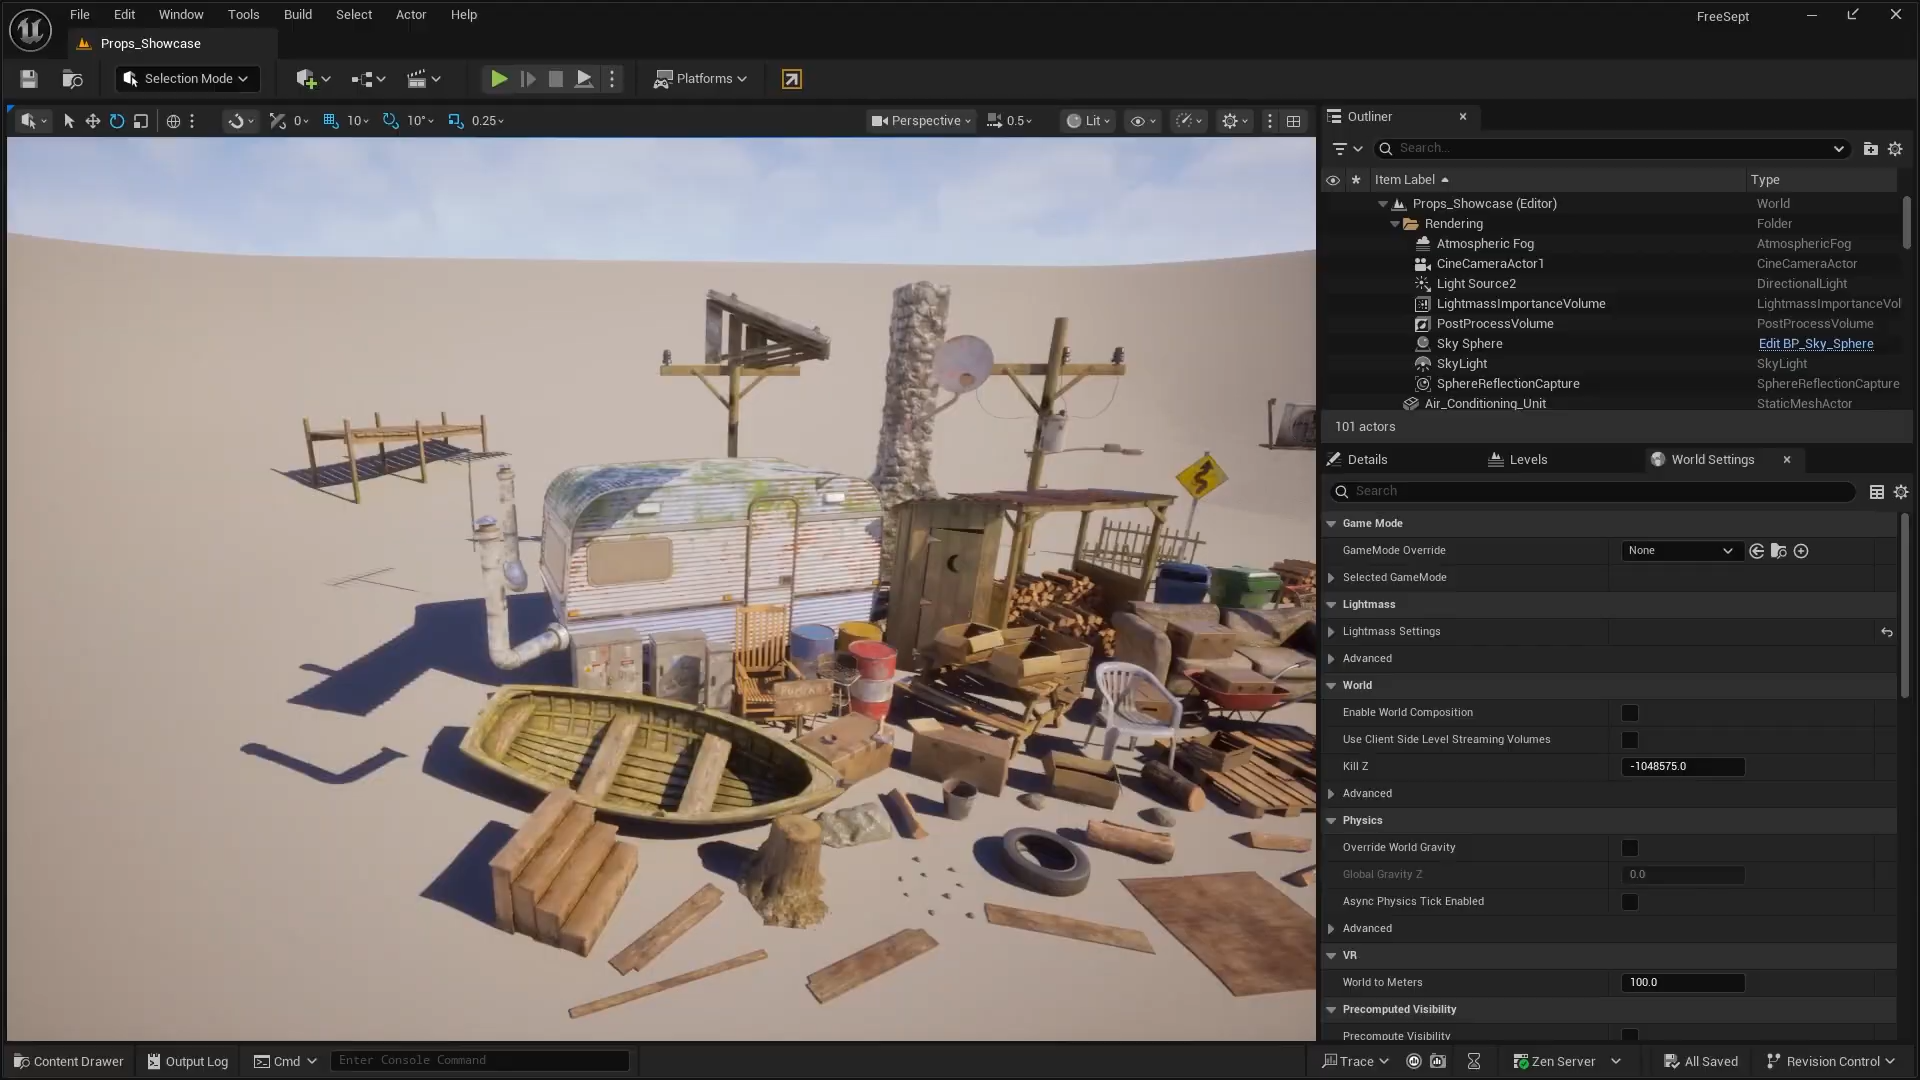 File Edit Window Tools Build Select Actor Help
FreeSept
Props_Showcase
Selection Mode
Platforms
0 10 10° 0.25
Perspective 0.5 Lit
Outliner
Search...
Item Label Type
Props_Showcase (Editor) World
Rendering Folder
Atmospheric Fog AtmosphericFog
CineCameraActor1 CineCameraActor
Light Source2 DirectionalLight
LightmassImportanceVolume LightmassImportanceVol
PostProcessVolume PostProcessVolume
Sky Sphere Edit BP_Sky_Sphere
SkyLight SkyLight
SphereReflectionCapture SphereReflectionCapture
Air_Conditioning_Unit StaticMeshActor
101 actors
Details Levels World Settings
Search
Game Mode
GameMode Override None
Selected GameMode
Lightmass
Lightmass Settings
Advanced
World
Enable World Composition
Use Client Side Level Streaming Volumes
Kill Z -1048575.0
Advanced
Physics
Override World Gravity
Global Gravity Z 0.0
Async Physics Tick Enabled
Advanced
VR
World to Meters 100.0
Precomputed Visibility
Precompute Visibility
Content Drawer Output Log Cmd Enter Console Command
Trace Zen Server All Saved Revision Control